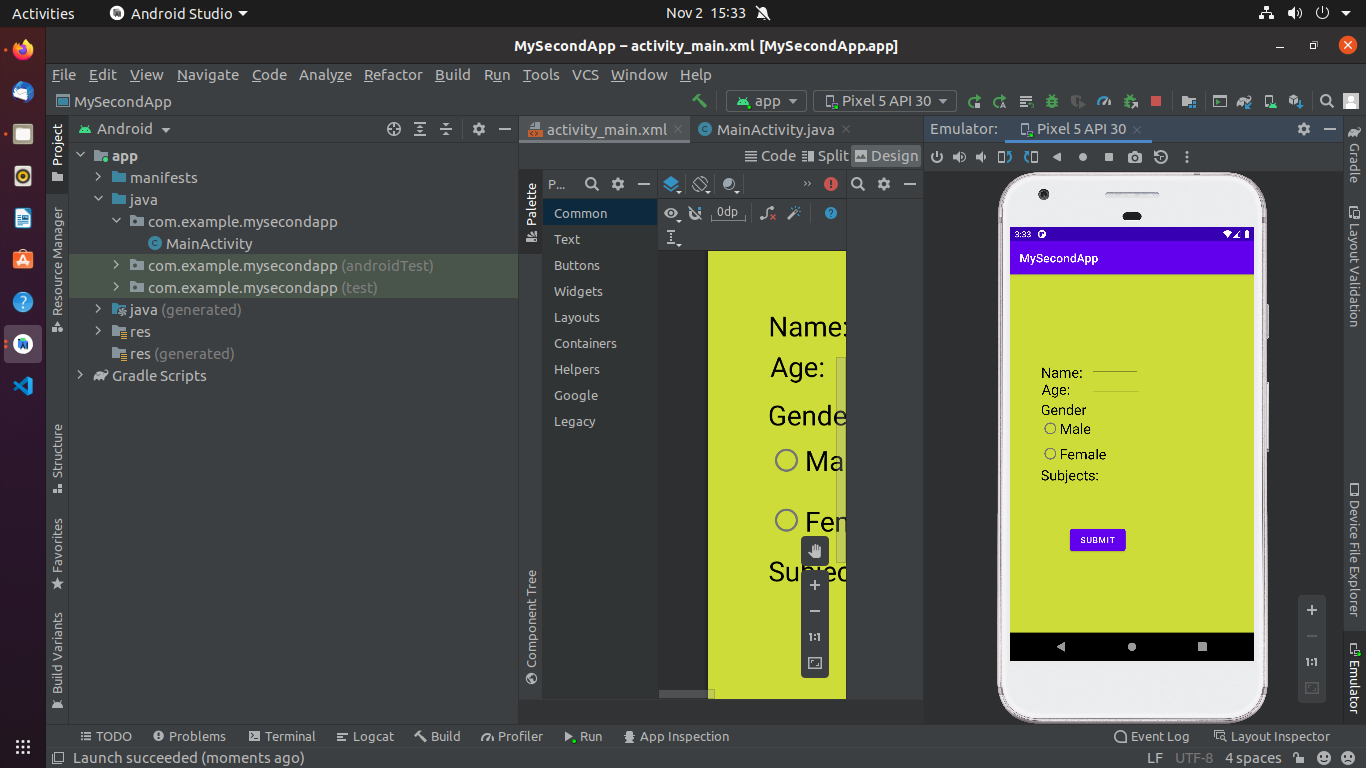 Activities
Android Studio
Nov 2 15:33
MySecondApp – activity_main.xml [MySecondApp.app]
File Edit View Navigate Code Analyze Refactor Build Run Tools VCS Window Help
MySecondApp
app
Pixel 5 API 30
Project
Android
activity_main.xml
MainActivity.java
Emulator:
Pixel 5 API 30
Code
Split
Design
app
manifests
java
com.example.mysecondapp
MainActivity
com.example.mysecondapp (androidTest)
com.example.mysecondapp (test)
java (generated)
res
res (generated)
Gradle Scripts
Resource Manager
Structure
Favorites
Build Variants
Palette
Component Tree
P...
Common
Text
Buttons
Widgets
Layouts
Containers
Helpers
Google
Legacy
0dp
Name:
Age:
Gende
Ma
Fen
Subjec
1:1
3:33
MySecondApp
Name:
Age:
Gender
Male
Female
Subjects:
SUBMIT
1:1
Gradle
Layout Validation
Device File Explorer
Emulator
TODO
Problems
Terminal
Logcat
Build
Profiler
Run
App Inspection
Event Log
Layout Inspector
Launch succeeded (moments ago)
LF
UTF-8
4 spaces